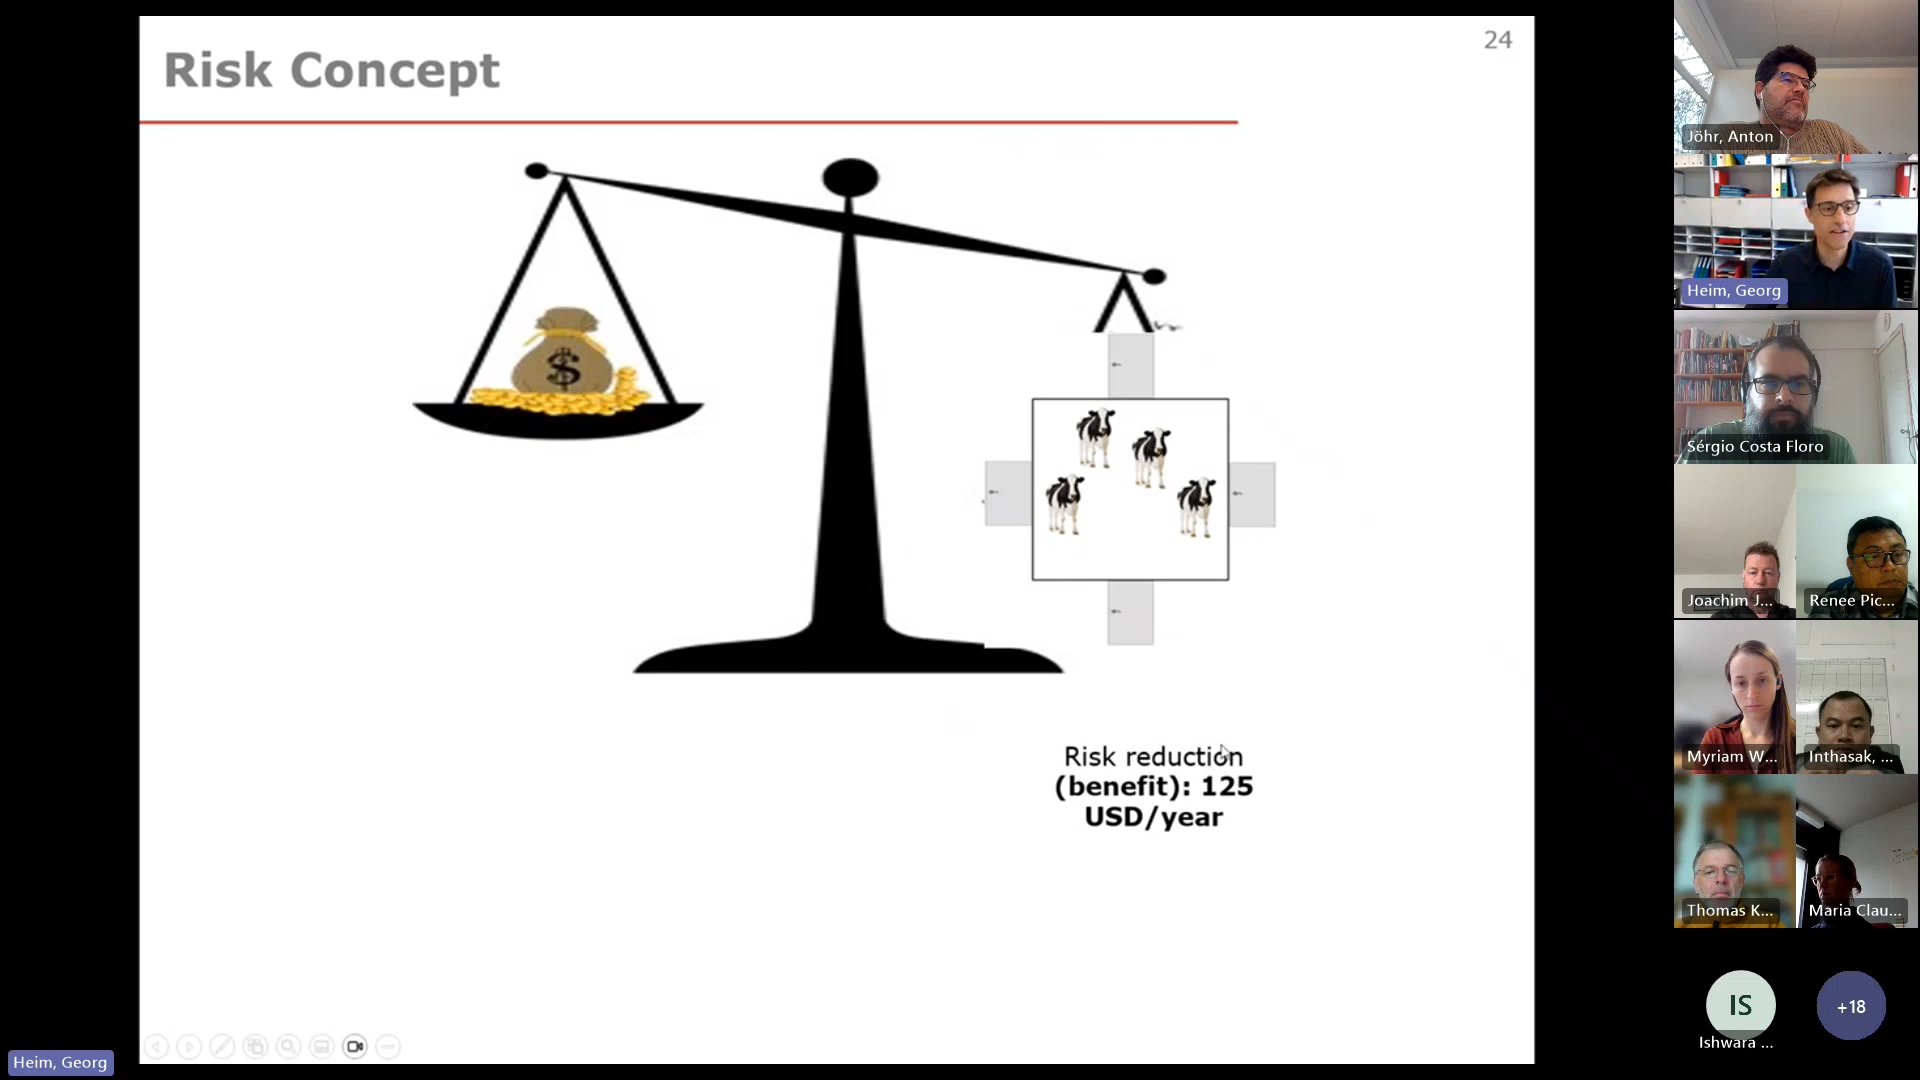 Risk Concept
24
$
Risk reduction
(benefit): 125
USD/year
Jöhr, Anton
Heim, Georg
Sérgio Costa Floro
Joachim J...
Renee Pic...
Myriam W...
Inthasak, ...
Thomas K...
Maria Clau...
IS
+18
Ishwara ...
Heim, Georg